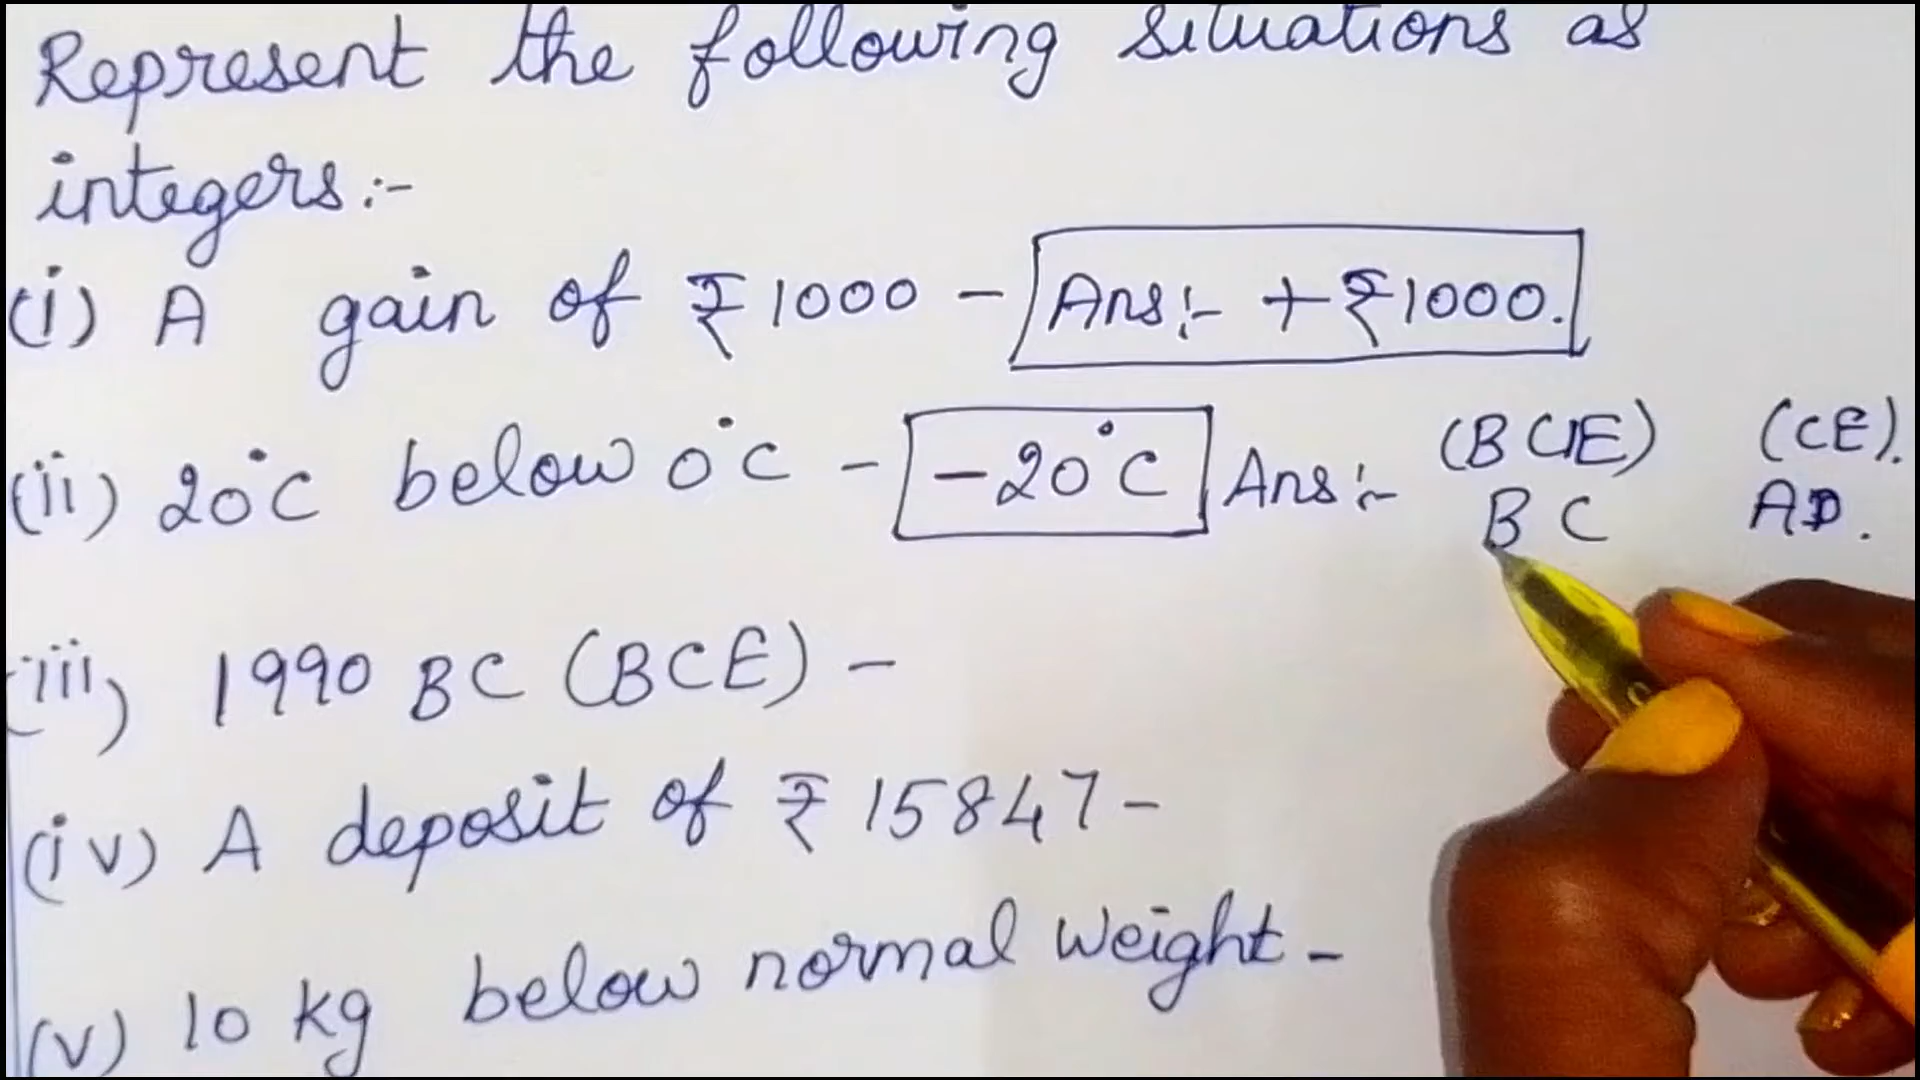 Represent the following situations as
integers:-
(i) A gain of ₹1000 - Ans:- +₹1000.
(ii) 20°C below 0°C - -20°C Ans:-
(BCE) (CE).
BC AD.
(iii) 1990 BC (BCE) -
(iv) A deposit of ₹15847 -
(v) 10 kg below normal weight -